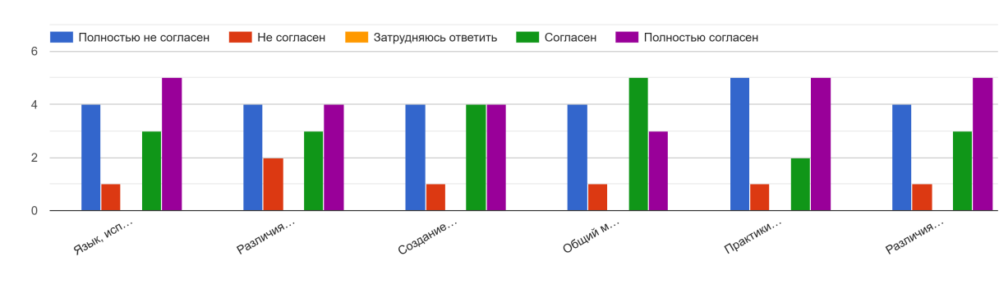 Полностью не согласен Не согласен Затрудняюсь ответить Согласен Полностью согласен
6
4
2
0
Язык, исп… Различия… Создание… Общий м… Практики… Различия…